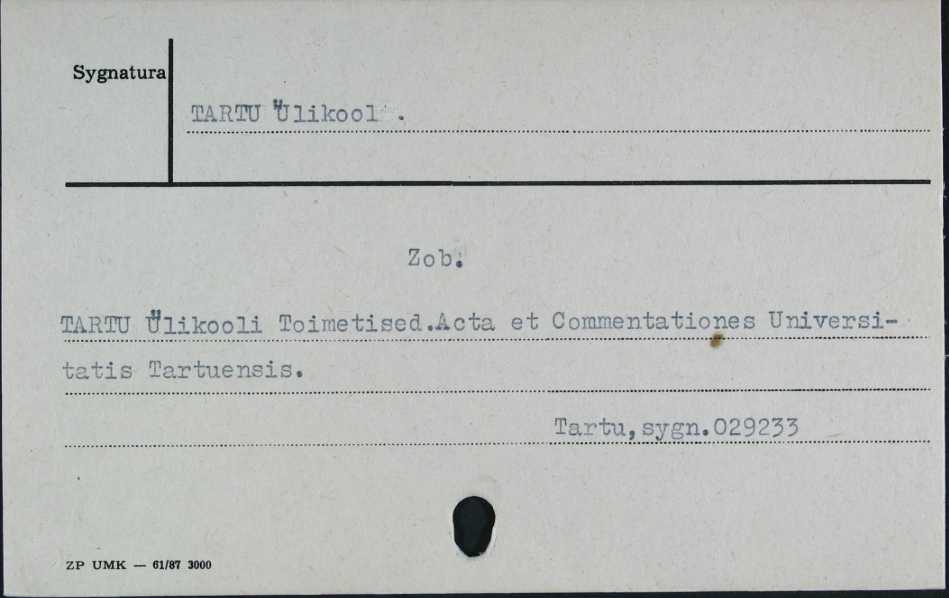 Sygnatura
TARTU Ülikool .
Zob.
TARTU Ülikooli Toimetised.Acta et Commentationes Universi-
tatis Tartuensis.
Tartu,sygn.029233
ZP UMK — 61/87 3000